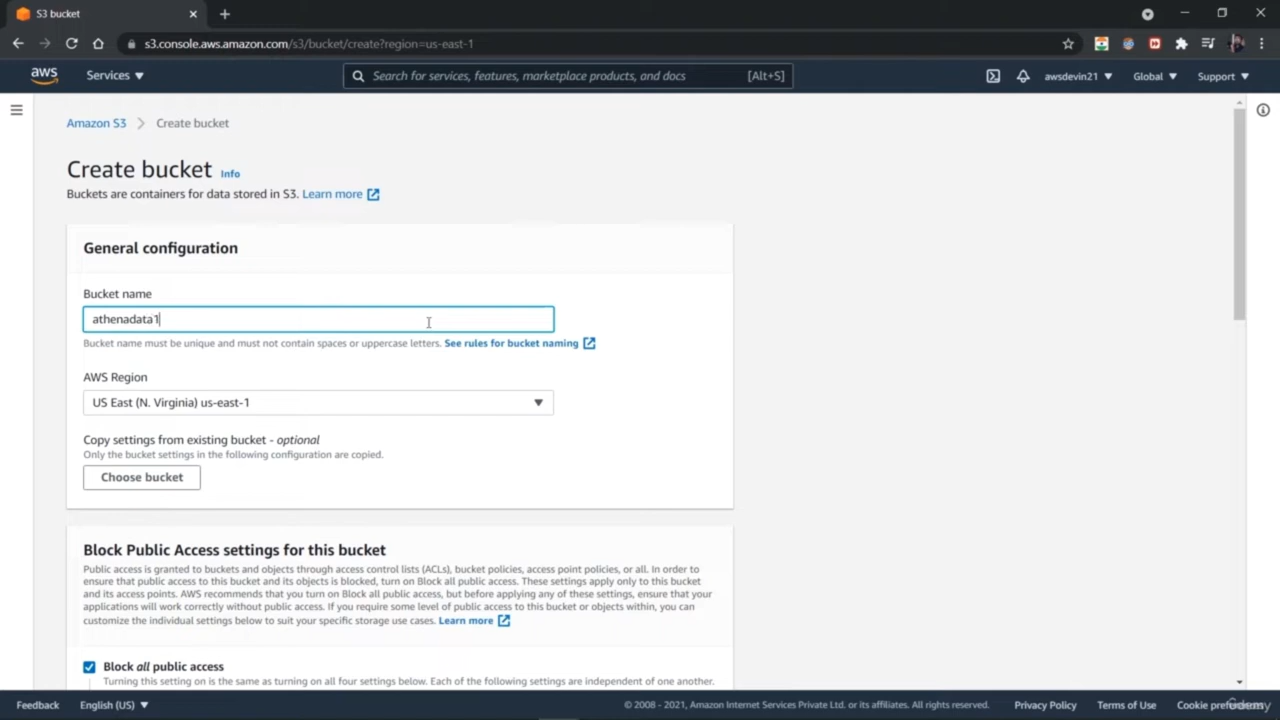 S3 bucket
s3.console.aws.amazon.com/s3/bucket/create?region=us-east-1
aws Services Search for services, features, marketplace products, and docs [Alt+S] awsdevin21 Global Support
Amazon S3 Create bucket
Create bucket Info
Buckets are containers for data stored in S3. Learn more
General configuration
Bucket name
athenadata1
Bucket name must be unique and must not contain spaces or uppercase letters. See rules for bucket naming
AWS Region
US East (N. Virginia) us-east-1
Copy settings from existing bucket - optional
Only the bucket settings in the following configuration are copied.
Choose bucket
Block Public Access settings for this bucket
Public access is granted to buckets and objects through access control lists (ACLs), bucket policies, access point policies, or all. In order to
ensure that public access to this bucket and its objects is blocked, turn on Block all public access. These settings apply only to this bucket
and its access points. AWS recommends that you turn on Block all public access, but before applying any of these settings, ensure that your
applications will work correctly without public access. If you require some level of public access to this bucket or objects within, you can
customize the individual settings below to suit your specific storage use cases. Learn more
Block all public access
Turning this setting on is the same as turning on all four settings below. Each of the following settings are independent of one another.
Feedback English (US) © 2008 - 2021, Amazon Internet Services Private Ltd. or its affiliates. All rights reserved. Privacy Policy Terms of Use Cookie preferences
Udemy